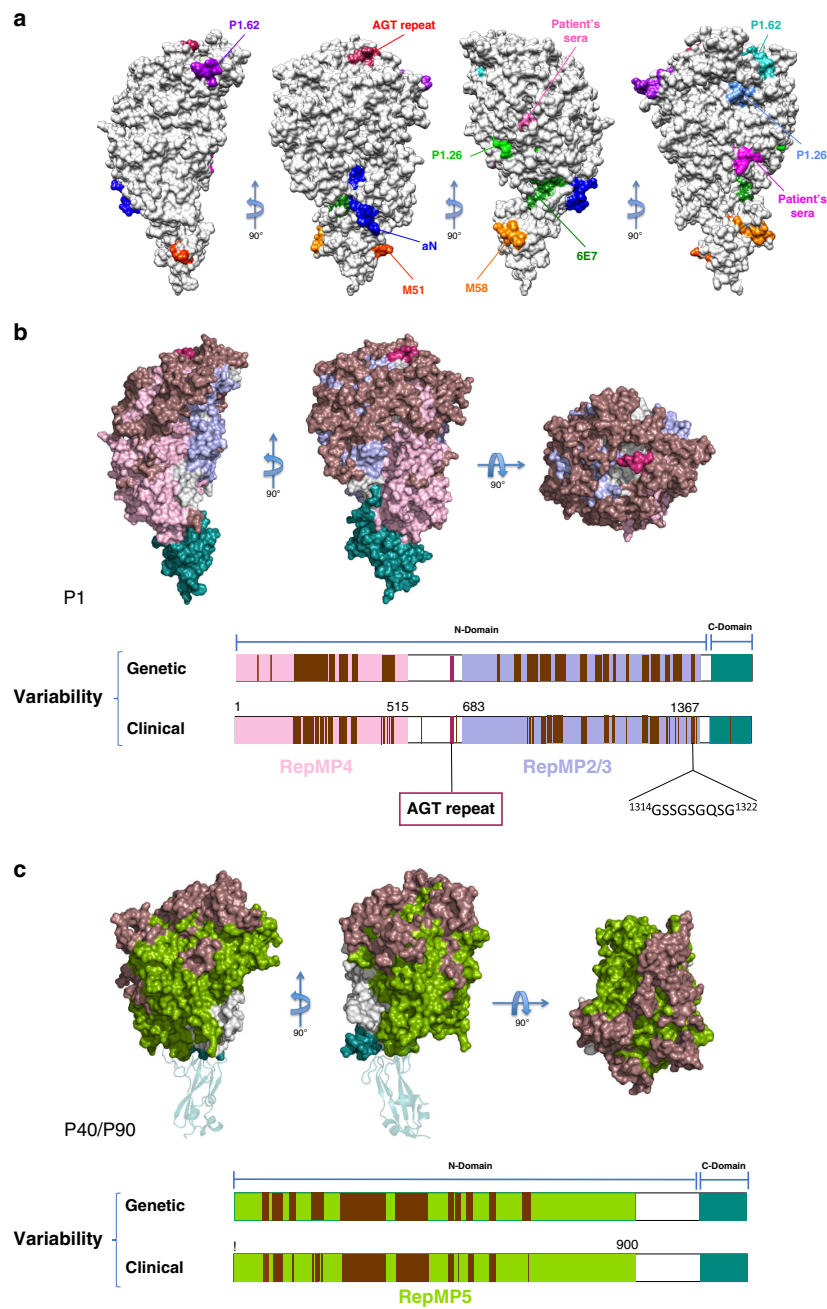 a
P1.62
AGT repeat
Patient's
sera
P1.62
P1.26
P1.26
Patient's
sera
90°
90°
90°
aN
6E7
M51
M58
b
90°
90°
P1
N-Domain
C-Domain
Genetic
Variability
1
515
683
1367
Clinical
RepMP4
RepMP2/3
AGT repeat
1314GSSGSGQSG1322
c
90°
90°
P40/P90
N-Domain
C-Domain
Genetic
Variability
!
900
Clinical
RepMP5